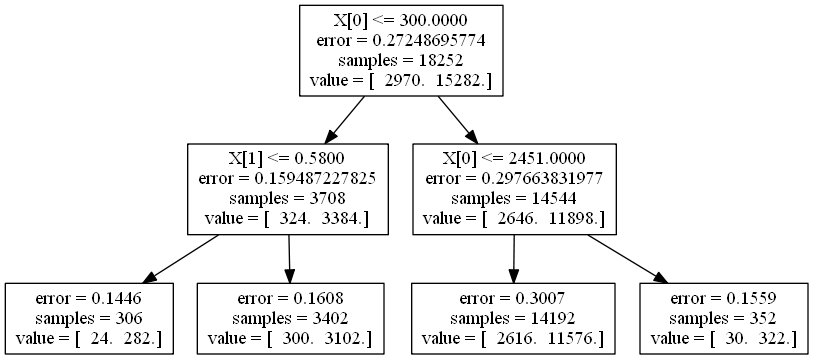 X[0] <= 300.0000
error = 0.27248695774
samples = 18252
value = [  2970.  15282.]
X[1] <= 0.5800
error = 0.159487227825
samples = 3708
value = [  324.  3384.]
X[0] <= 2451.0000
error = 0.297663831977
samples = 14544
value = [  2646.  11898.]
error = 0.1446
samples = 306
value = [  24.  282.]
error = 0.1608
samples = 3402
value = [  300.  3102.]
error = 0.3007
samples = 14192
value = [  2616.  11576.]
error = 0.1559
samples = 352
value = [  30.  322.]